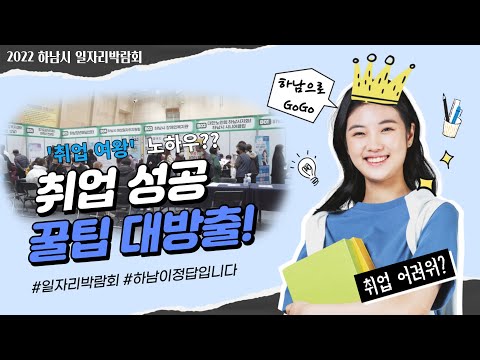 2022 하남시 일자리박람회
하남으로
GoGo
'취업 여왕' 노하우??
취업 성공
꿀팁 대방출!
취업 어려워?
#일자리박람회 #하남이정답입니다